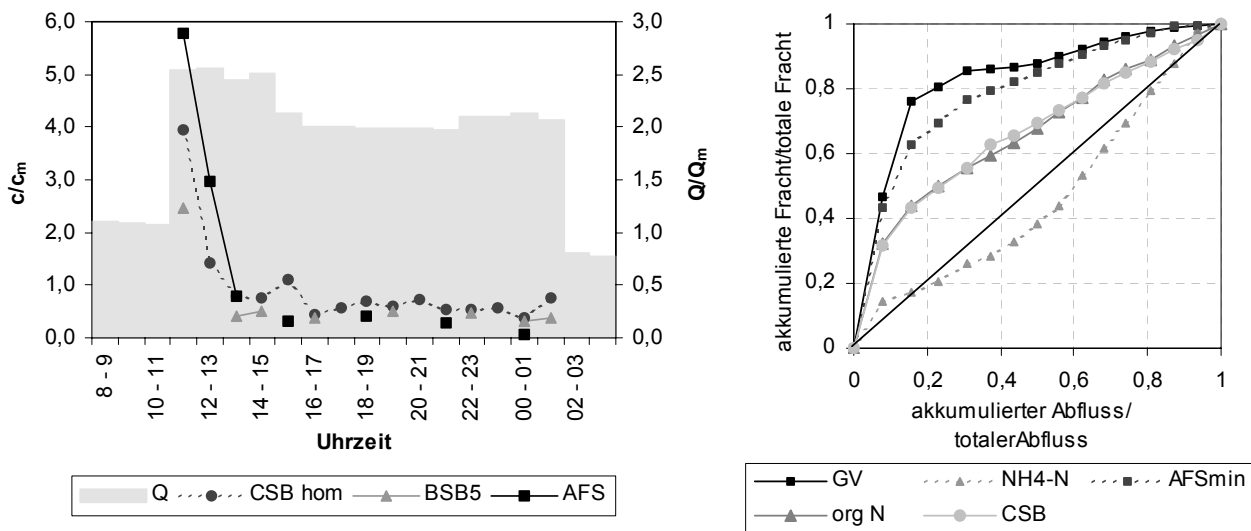 6,0
5,0
4,0
3,0
2,0
1,0
0,0
c/cm
3,0
2,5
2,0
1,5
1,0
0,5
0,0
Q/Qm
8 - 9
10 - 11
12 - 13
14 - 15
16 - 17
18 - 19
20 - 21
22 - 23
00 - 01
02 - 03
Uhrzeit
Q CSB hom BSB5 AFS
akkumulierte Fracht/totale Fracht
1
0,8
0,6
0,4
0,2
0
0 0,2 0,4 0,6 0,8 1
akkumulierter Abfluss/
totalerAbfluss
GV NH4-N AFSmin
org N CSB